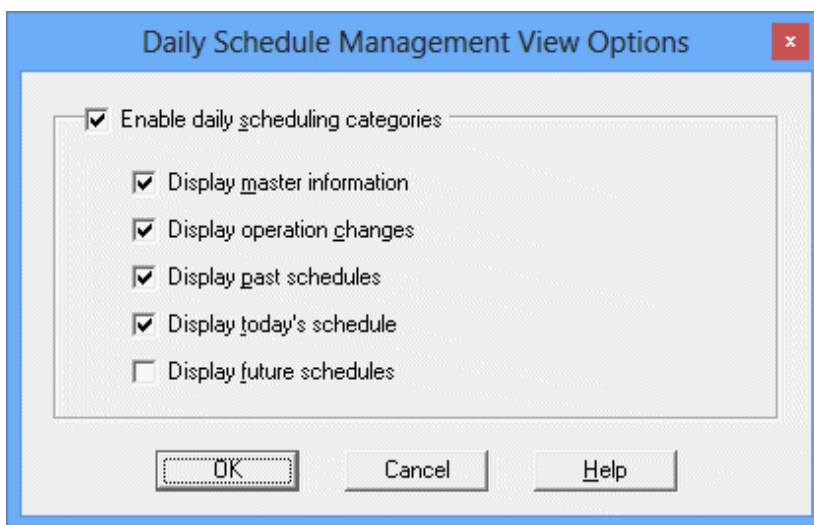 Daily Schedule Management View Options
x
Enable daily scheduling categories
Display master information
Display operation changes
Display past schedules
Display today's schedule
Display future schedules
OK Cancel Help